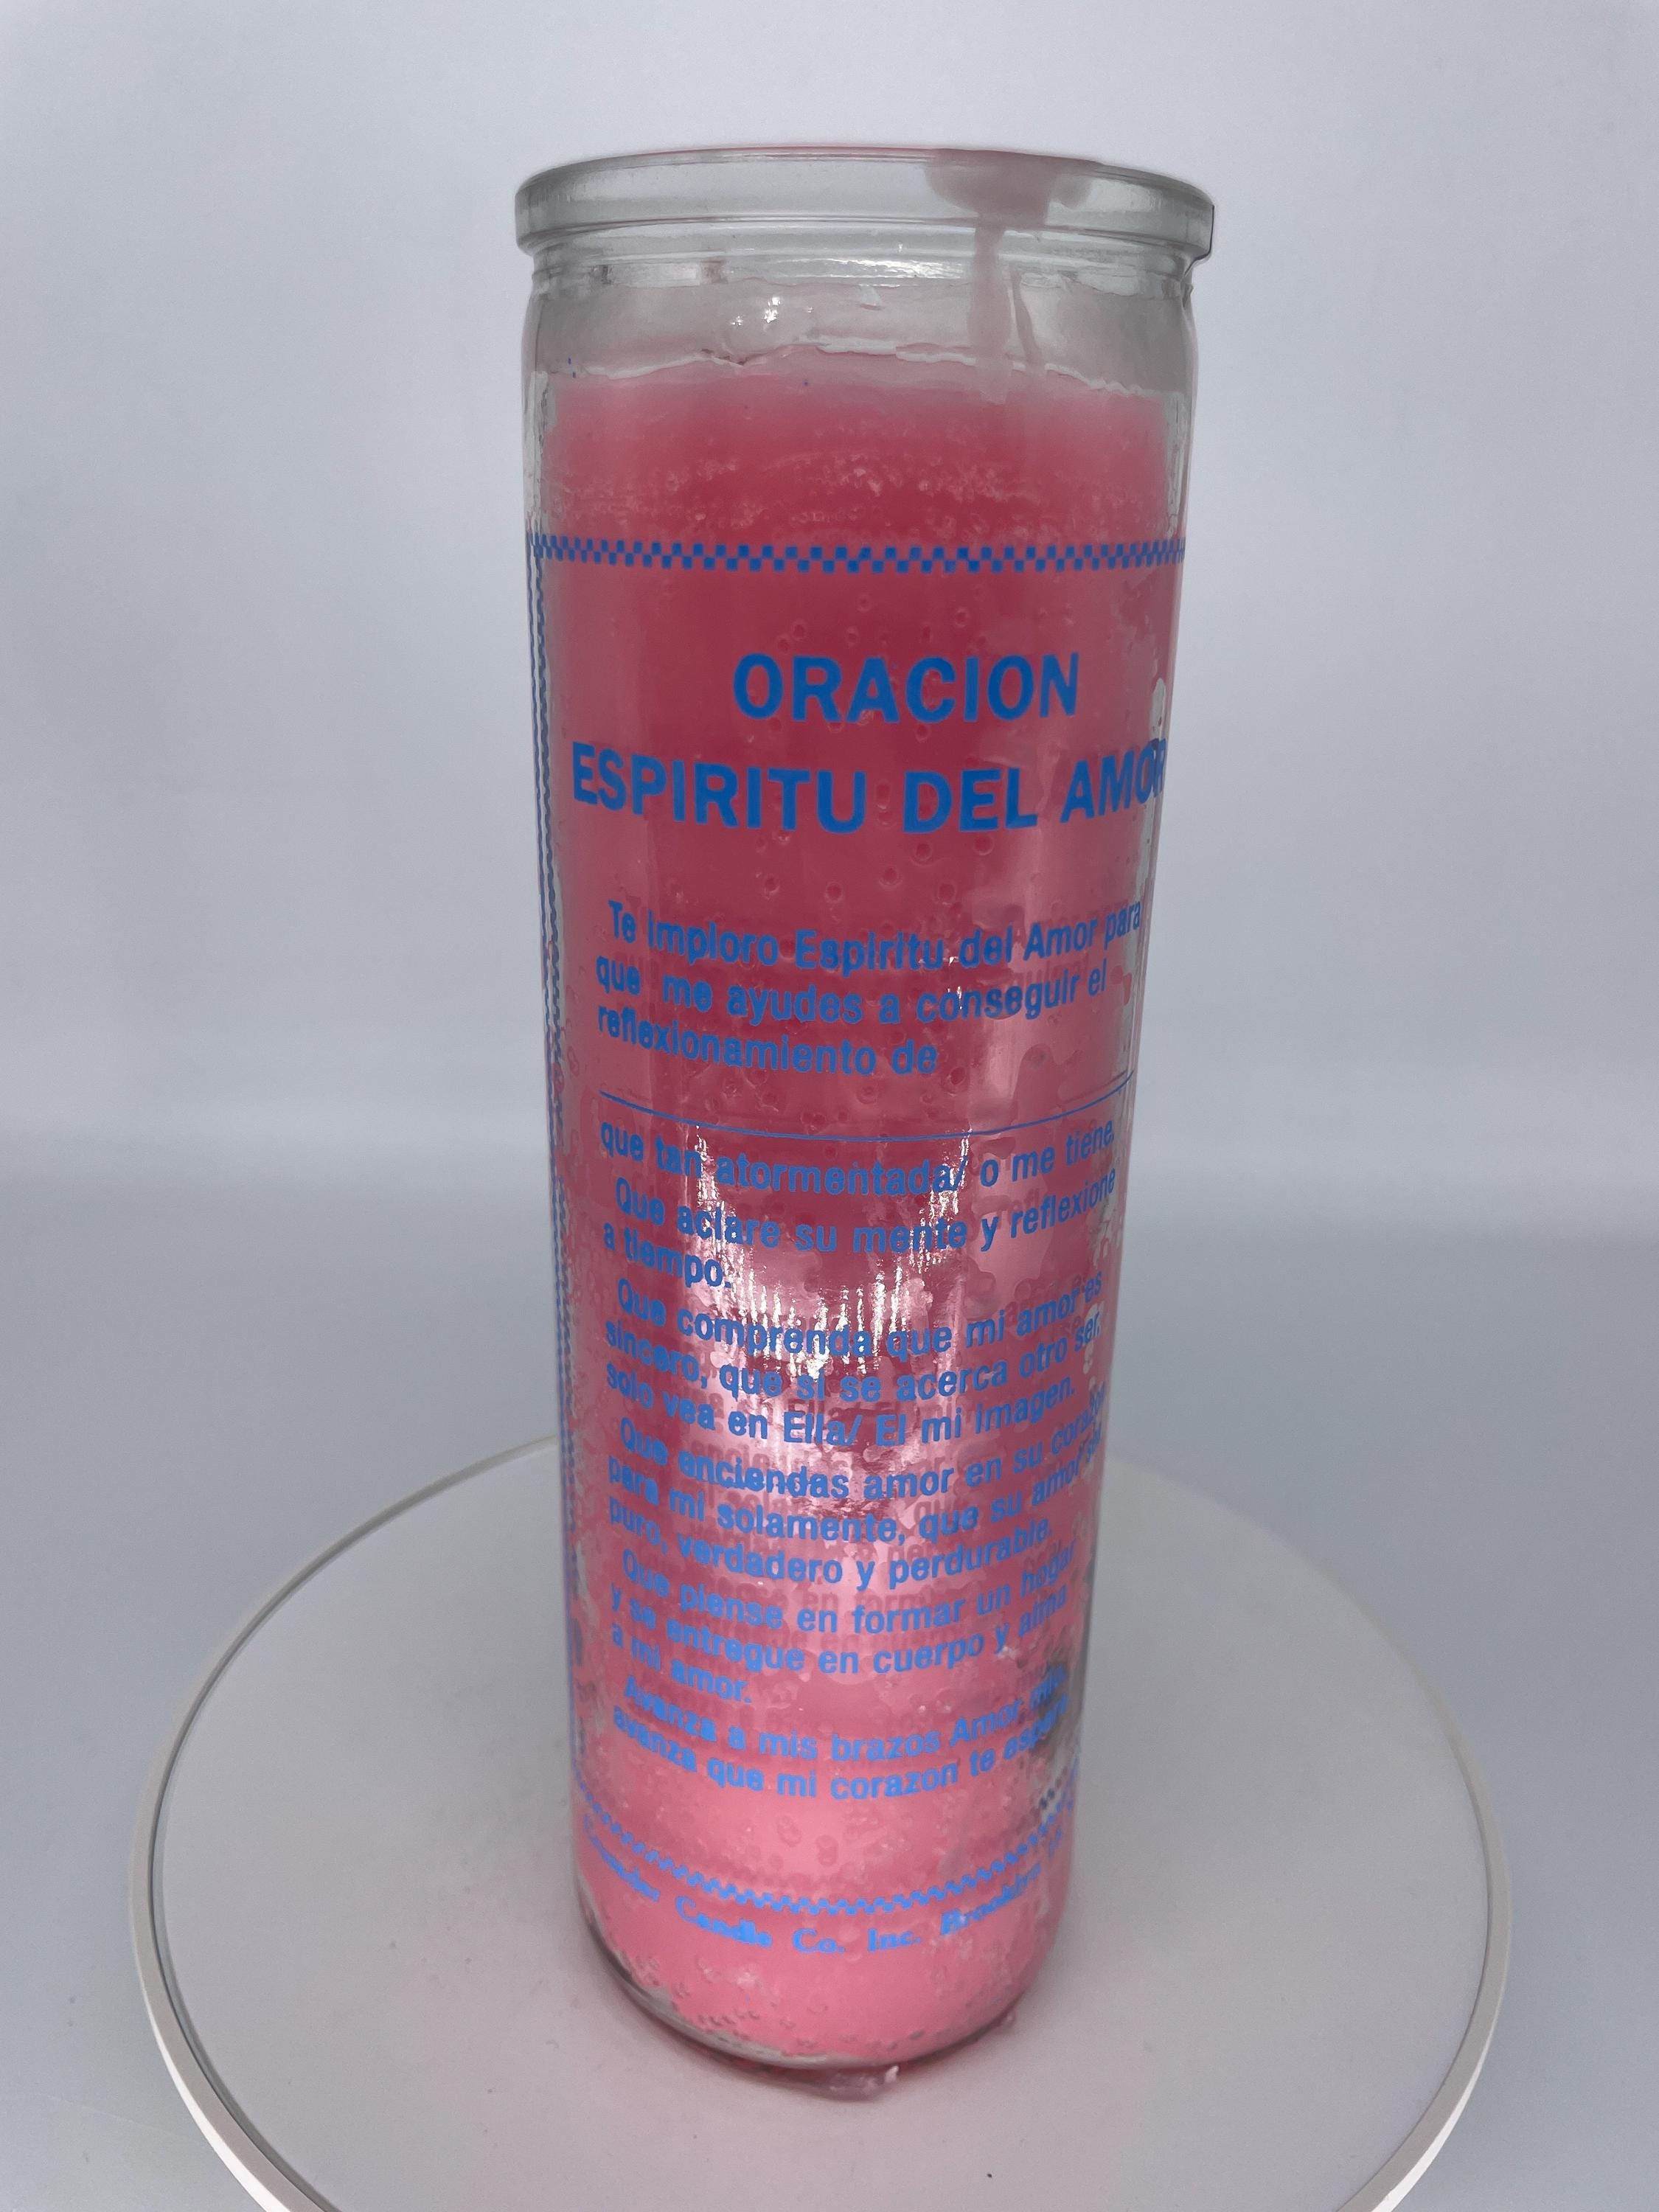 ORACION
ESPIRITU DEL AMOR
Te imploro Espiritu del Amor para
que me ayudes a conseguir el
reflexionamiento de
que tan atormentada/ o me tiene.
Que aclare su mente y reflexione
a tiempo.
Que comprenda que mi amor es
sincero, que si se acerca otro ser,
solo vea en Ella/ El mi imagen.
Que enciendas amor en su corazon
para mi solamente, que su amor sea
puro, verdadero y perdurable.
Que piense en formar un hogar
y se entregue en cuerpo y alma
a mi amor.
Avanza a mis brazos Amor mio,
avanza que mi corazon te espera.
Candle Co. Inc. Brooklyn